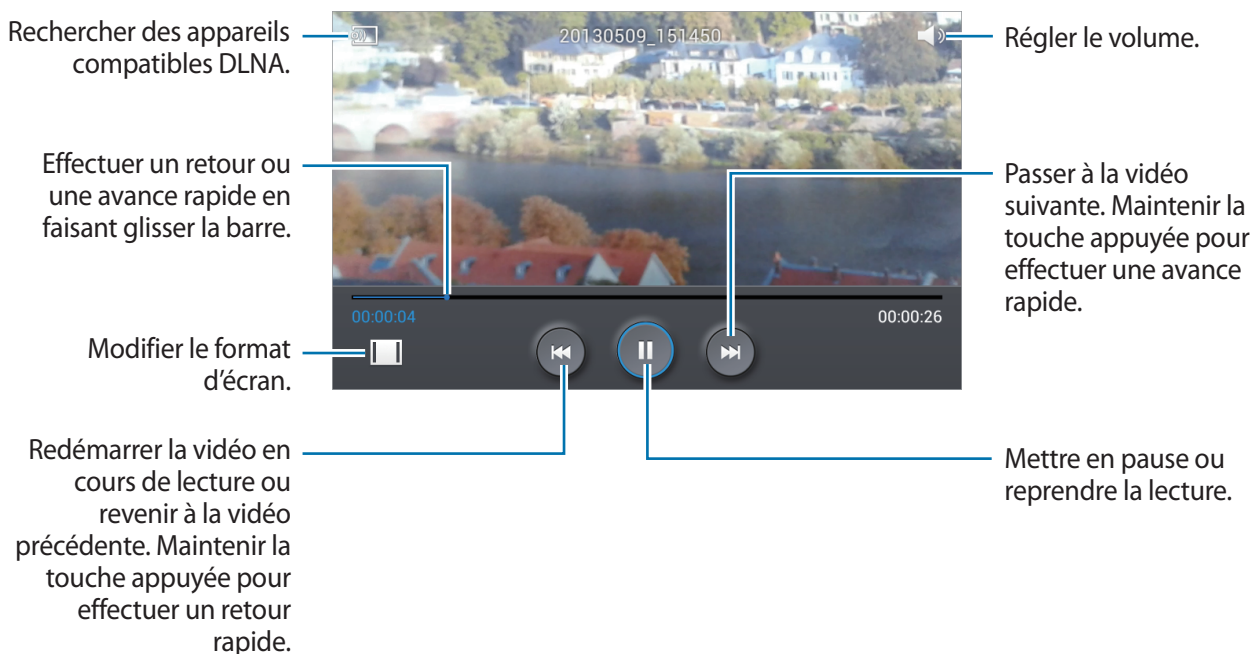 Rechercher des appareils
compatibles DLNA.
20130509_151450
Régler le volume.
Effectuer un retour ou
une avance rapide en
faisant glisser la barre.
Passer à la vidéo
suivante. Maintenir la
touche appuyée pour
effectuer une avance
rapide.
00:00:04
00:00:26
Modifier le format
d’écran.
Redémarrer la vidéo en
cours de lecture ou
revenir à la vidéo
précédente. Maintenir la
touche appuyée pour
effectuer un retour
rapide.
Mettre en pause ou
reprendre la lecture.